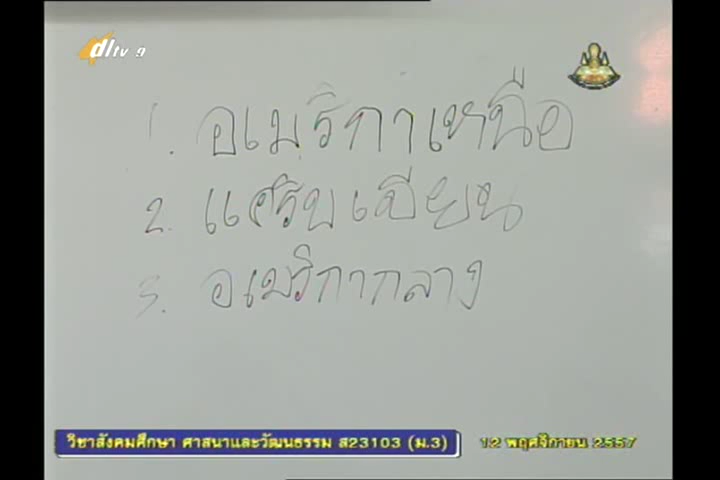 dltv 9
1. อเมริกาเหนือ
2. แคริบเบียน
3. อเมริกากลาง
วิชาสังคมศึกษา ศาสนาและวัฒนธรรม ส23103 (ม.3)
12 พฤศจิกายน 2557